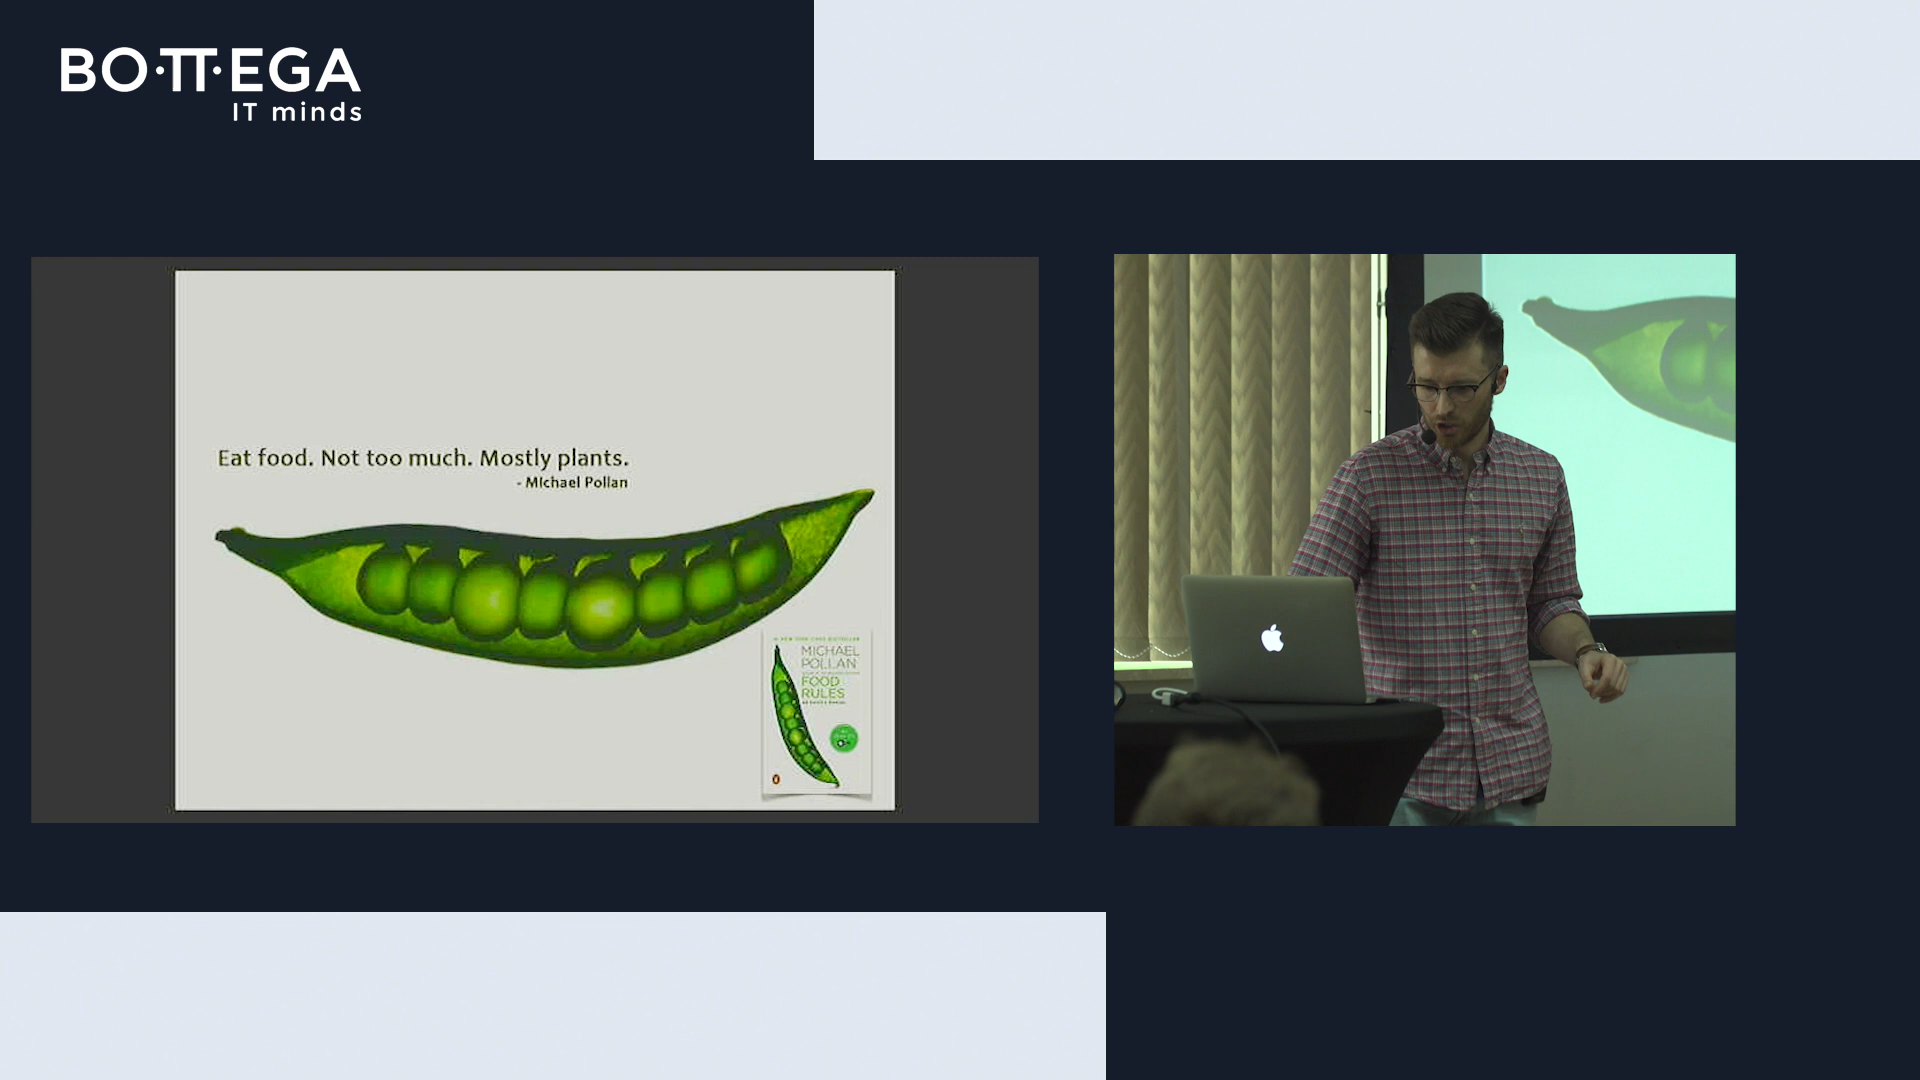 BO·TT·EGA
IT minds
Eat food. Not too much. Mostly plants.
- MIchael Pollan
MICHAEL
POLLAN
FOOD
RULES